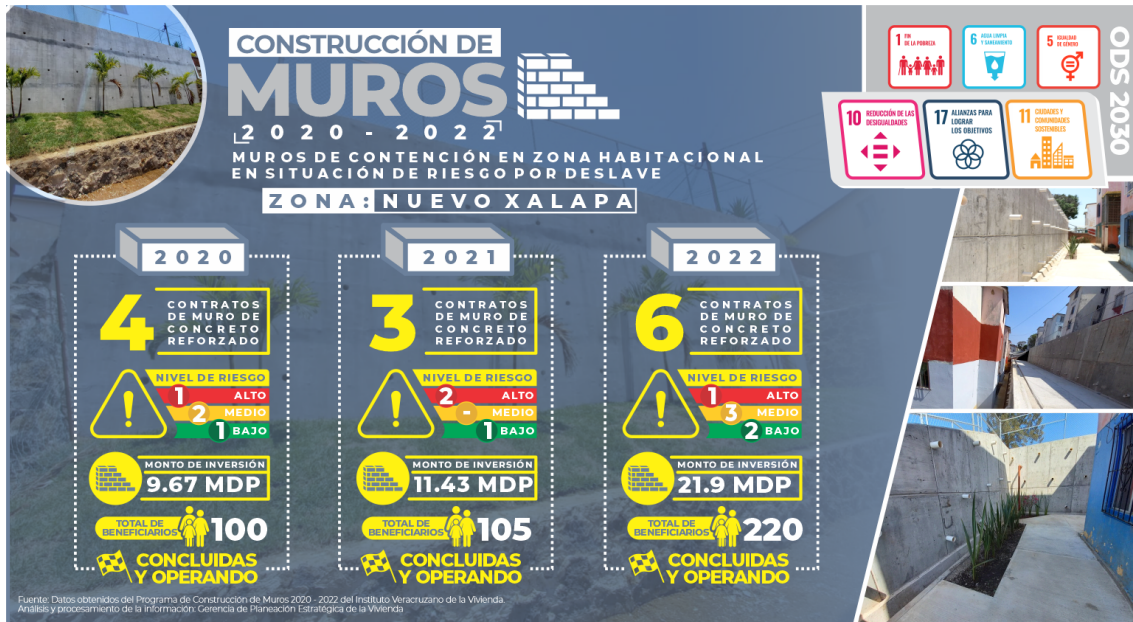 CONSTRUCCIÓN DE
MUROS
2020 - 2022
MUROS DE CONTENCIÓN EN ZONA HABITACIONAL
EN SITUACIÓN DE RIESGO POR DESLAVE
ZONA: NUEVO XALAPA
1 FIN
DE LA POBREZA
6 AGUA LIMPIA
Y SANEAMIENTO
5 IGUALDAD
DE GÉNERO
10 REDUCCIÓN DE LAS
DESIGUALDADES
17 ALIANZAS PARA
LOGRAR
LOS OBJETIVOS
11 CIUDADES Y
COMUNIDADES
SOSTENIBLES
ODS 2030
2020
4
CONTRATOS
DE MURO DE
CONCRETO
REFORZADO
NIVEL DE RIESGO
1 ALTO
2 MEDIO
1 BAJO
MONTO DE INVERSIÓN
9.67 MDP
TOTAL DE
BENEFICIARIOS
100
CONCLUIDAS
Y OPERANDO
2021
3
CONTRATOS
DE MURO DE
CONCRETO
REFORZADO
NIVEL DE RIESGO
2 ALTO
- MEDIO
1 BAJO
MONTO DE INVERSIÓN
11.43 MDP
TOTAL DE
BENEFICIARIOS
105
CONCLUIDAS
Y OPERANDO
2022
6
CONTRATOS
DE MURO DE
CONCRETO
REFORZADO
NIVEL DE RIESGO
1 ALTO
3 MEDIO
2 BAJO
MONTO DE INVERSIÓN
21.9 MDP
TOTAL DE
BENEFICIARIOS
220
CONCLUIDAS
Y OPERANDO
Fuente: Datos obtenidos del Programa de Construcción de Muros 2020 - 2022 del Instituto Veracruzano de la Vivienda.
Análisis y procesamiento de la información: Gerencia de Planeación Estratégica de la Vivienda